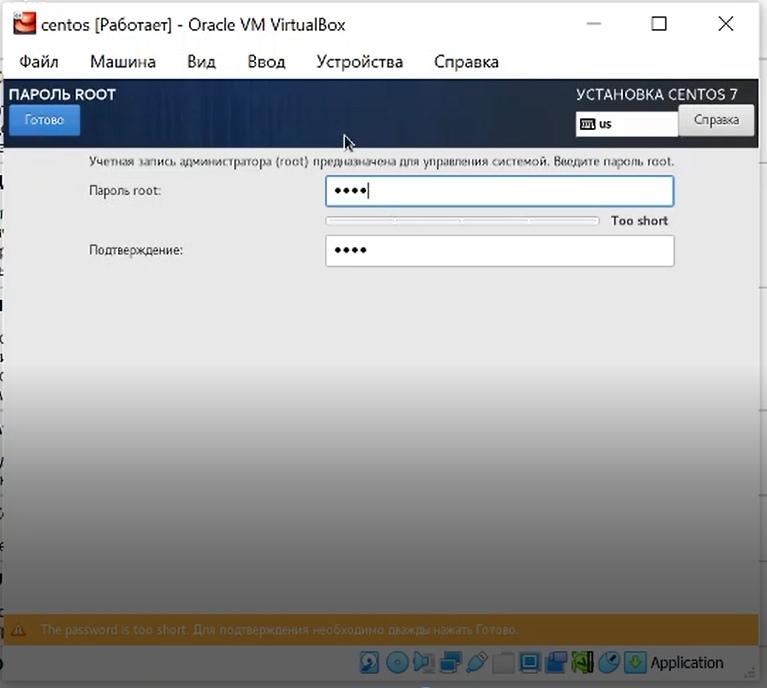 centos [Работает] - Oracle VM VirtualBox
Файл Машина Вид Ввод Устройства Справка
ПАРОЛЬ ROOT УСТАНОВКА CENTOS 7
Готово us Справка
Учетная запись администратора (root) предназначена для управления системой. Введите пароль root.
Пароль root: ••••
Too short
Подтверждение: ••••
The password is too short. Для подтверждения необходимо дважды нажать Готово.
Application